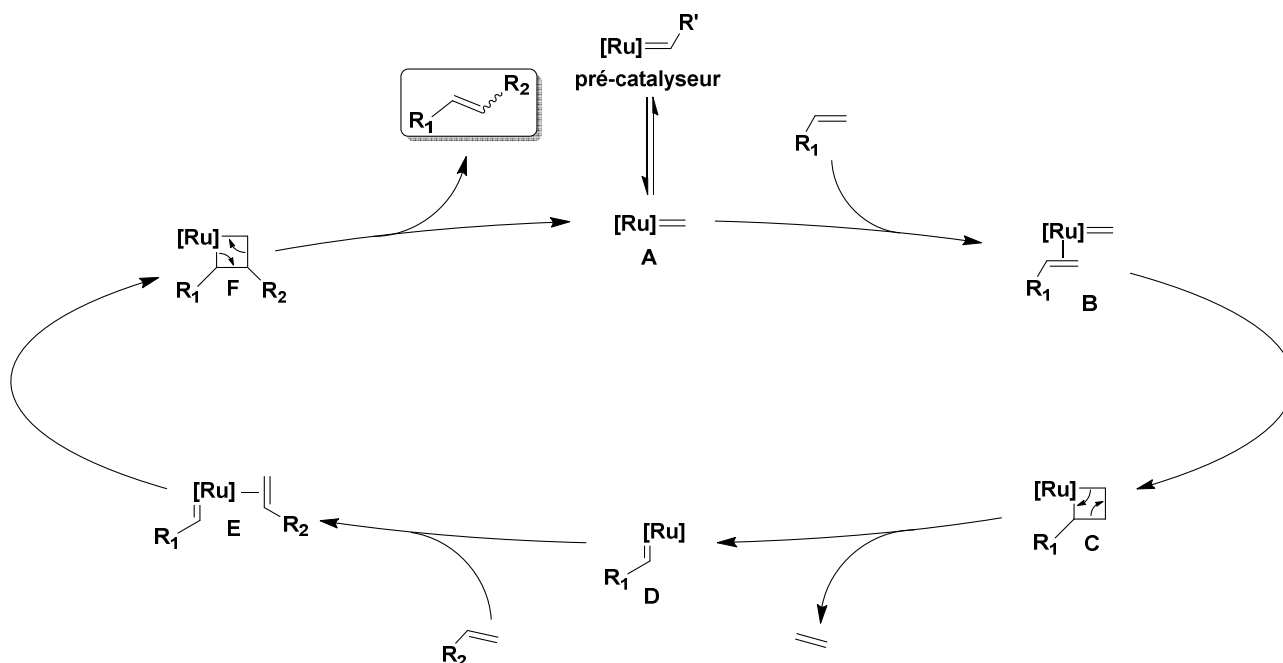 R'
[Ru]
pré-catalyseur
R2
R1
R1
[Ru]
A
[Ru]
R1
F
R2
[Ru]
R1
B
[Ru]
R1
E
R2
[Ru]
R1
D
[Ru]
R1
C
R2